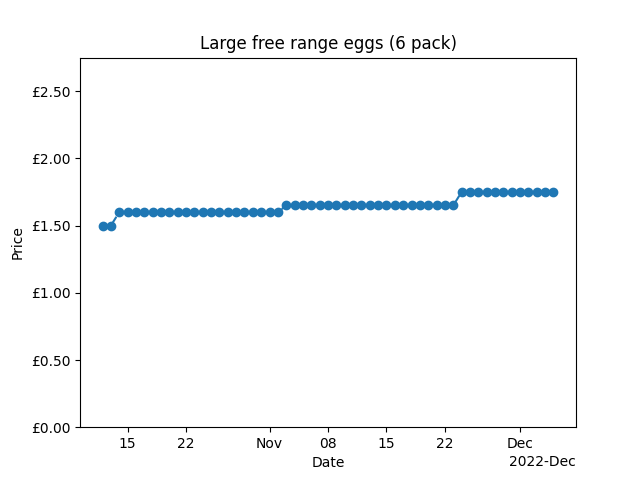 Large free range eggs (6 pack)
£2.50
£2.00
£1.50
£1.00
£0.50
£0.00
Price
15 22 Nov 08 15 22 Dec
Date
2022-Dec